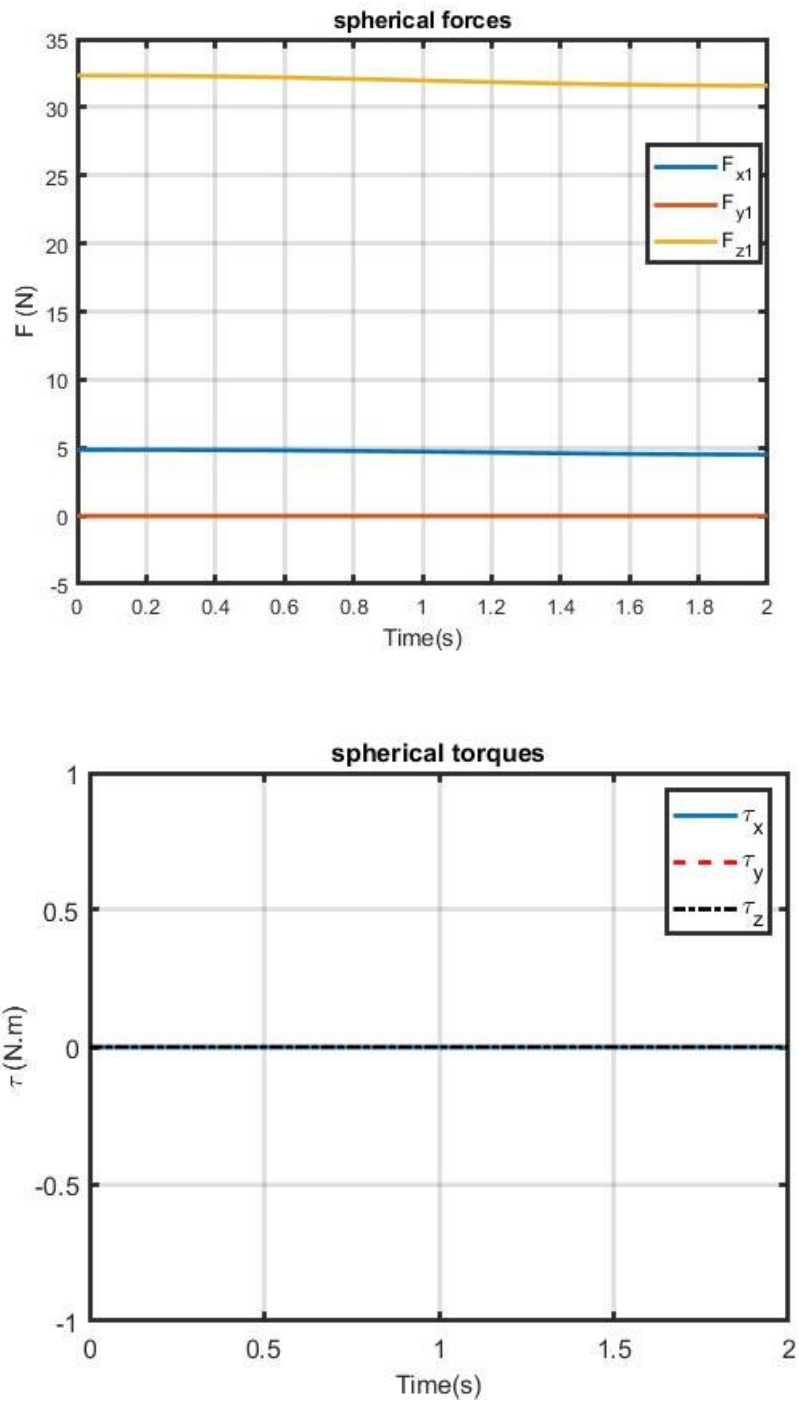 spherical forces
35
30
25
20
15
10
5
0
-5
F (N)
F_x1
F_y1
F_z1
0 0.2 0.4 0.6 0.8 1 1.2 1.4 1.6 1.8 2
Time(s)
spherical torques
1
0.5
0
-0.5
-1
τ (N.m)
τ_x
τ_y
τ_z
0 0.5 1 1.5 2
Time(s)